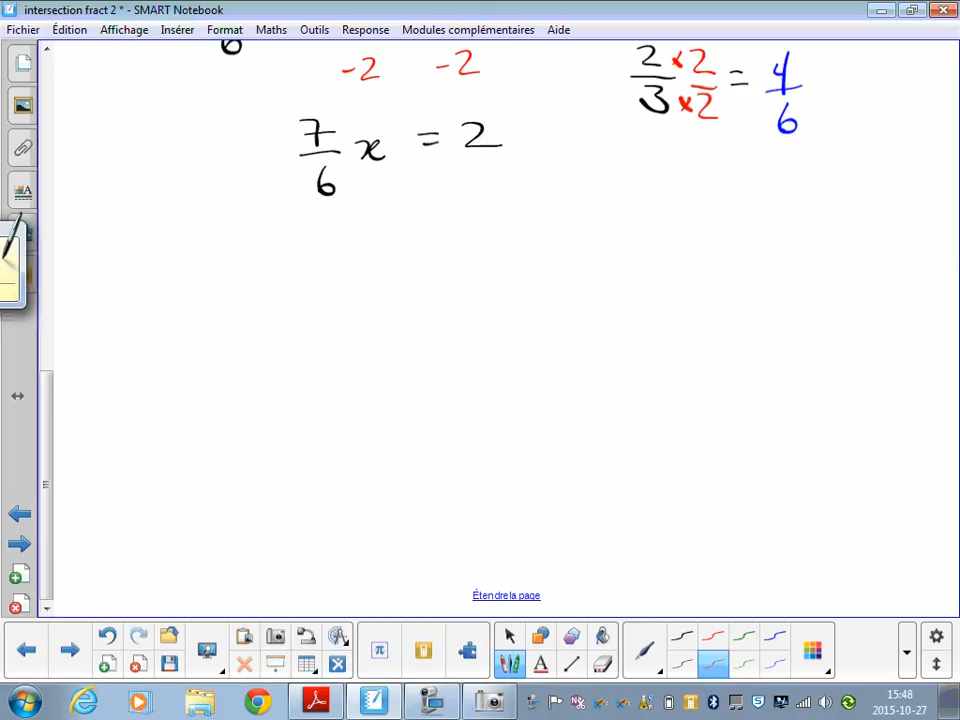 intersection fract 2 * - SMART Notebook
Fichier Édition Affichage Insérer Format Maths Outils Response Modules complémentaires Aide
6
-2 -2
2/3 ×2/×2 = 4/6
7/6 x = 2
Étendre la page
15:48
2015-10-27